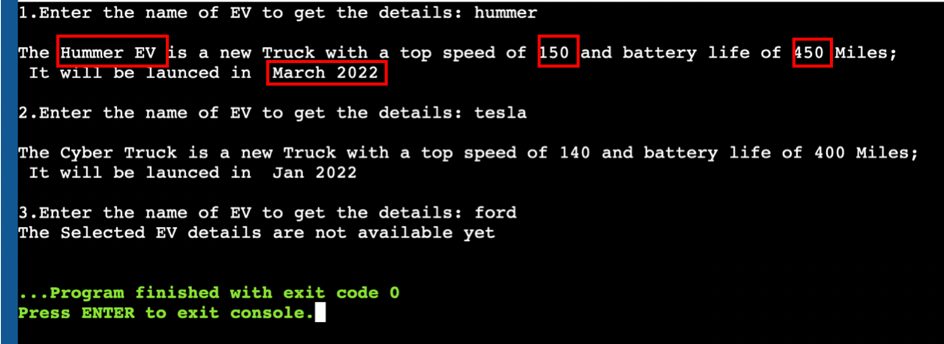 1.Enter the name of EV to get the details: hummer
The Hummer EV is a new Truck with a top speed of 150 and battery life of 450 Miles;
It will be launced in March 2022
2.Enter the name of EV to get the details: tesla
The Cyber Truck is a new Truck with a top speed of 140 and battery life of 400 Miles;
It will be launced in Jan 2022
3.Enter the name of EV to get the details: ford
The Selected EV details are not available yet
...Program finished with exit code 0
Press ENTER to exit console.